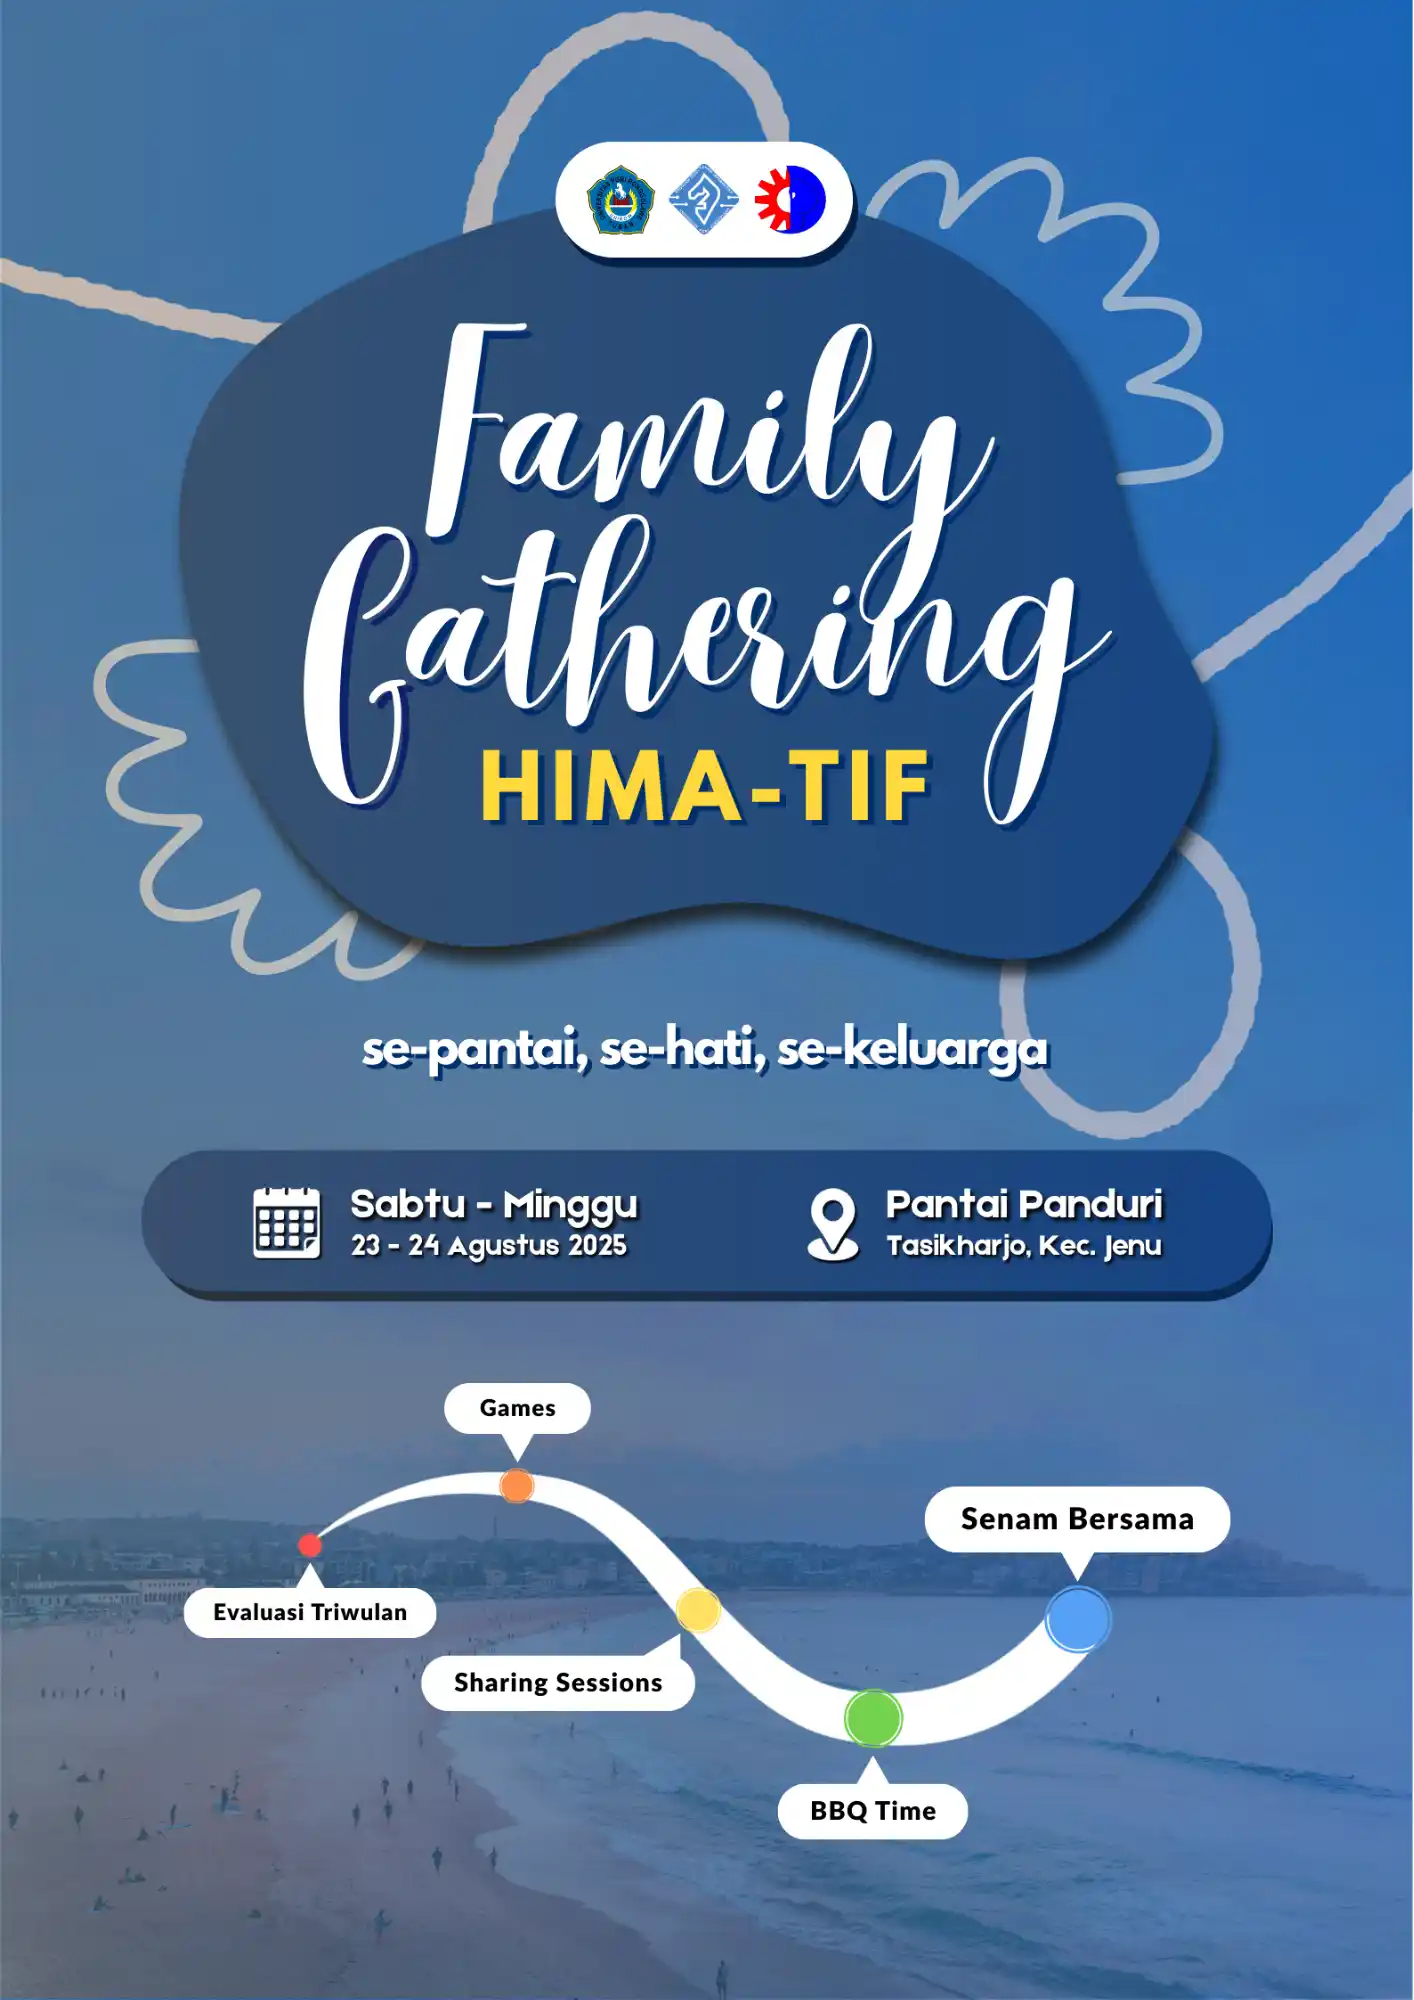 Family
Gathering
HIMA-TIF
se-pantai, se-hati, se-keluarga
Sabtu - Minggu
23 - 24 Agustus 2025
Pantai Panduri
Tasikharjo, Kec. Jenu
Games
Senam Bersama
Evaluasi Triwulan
Sharing Sessions
BBQ Time